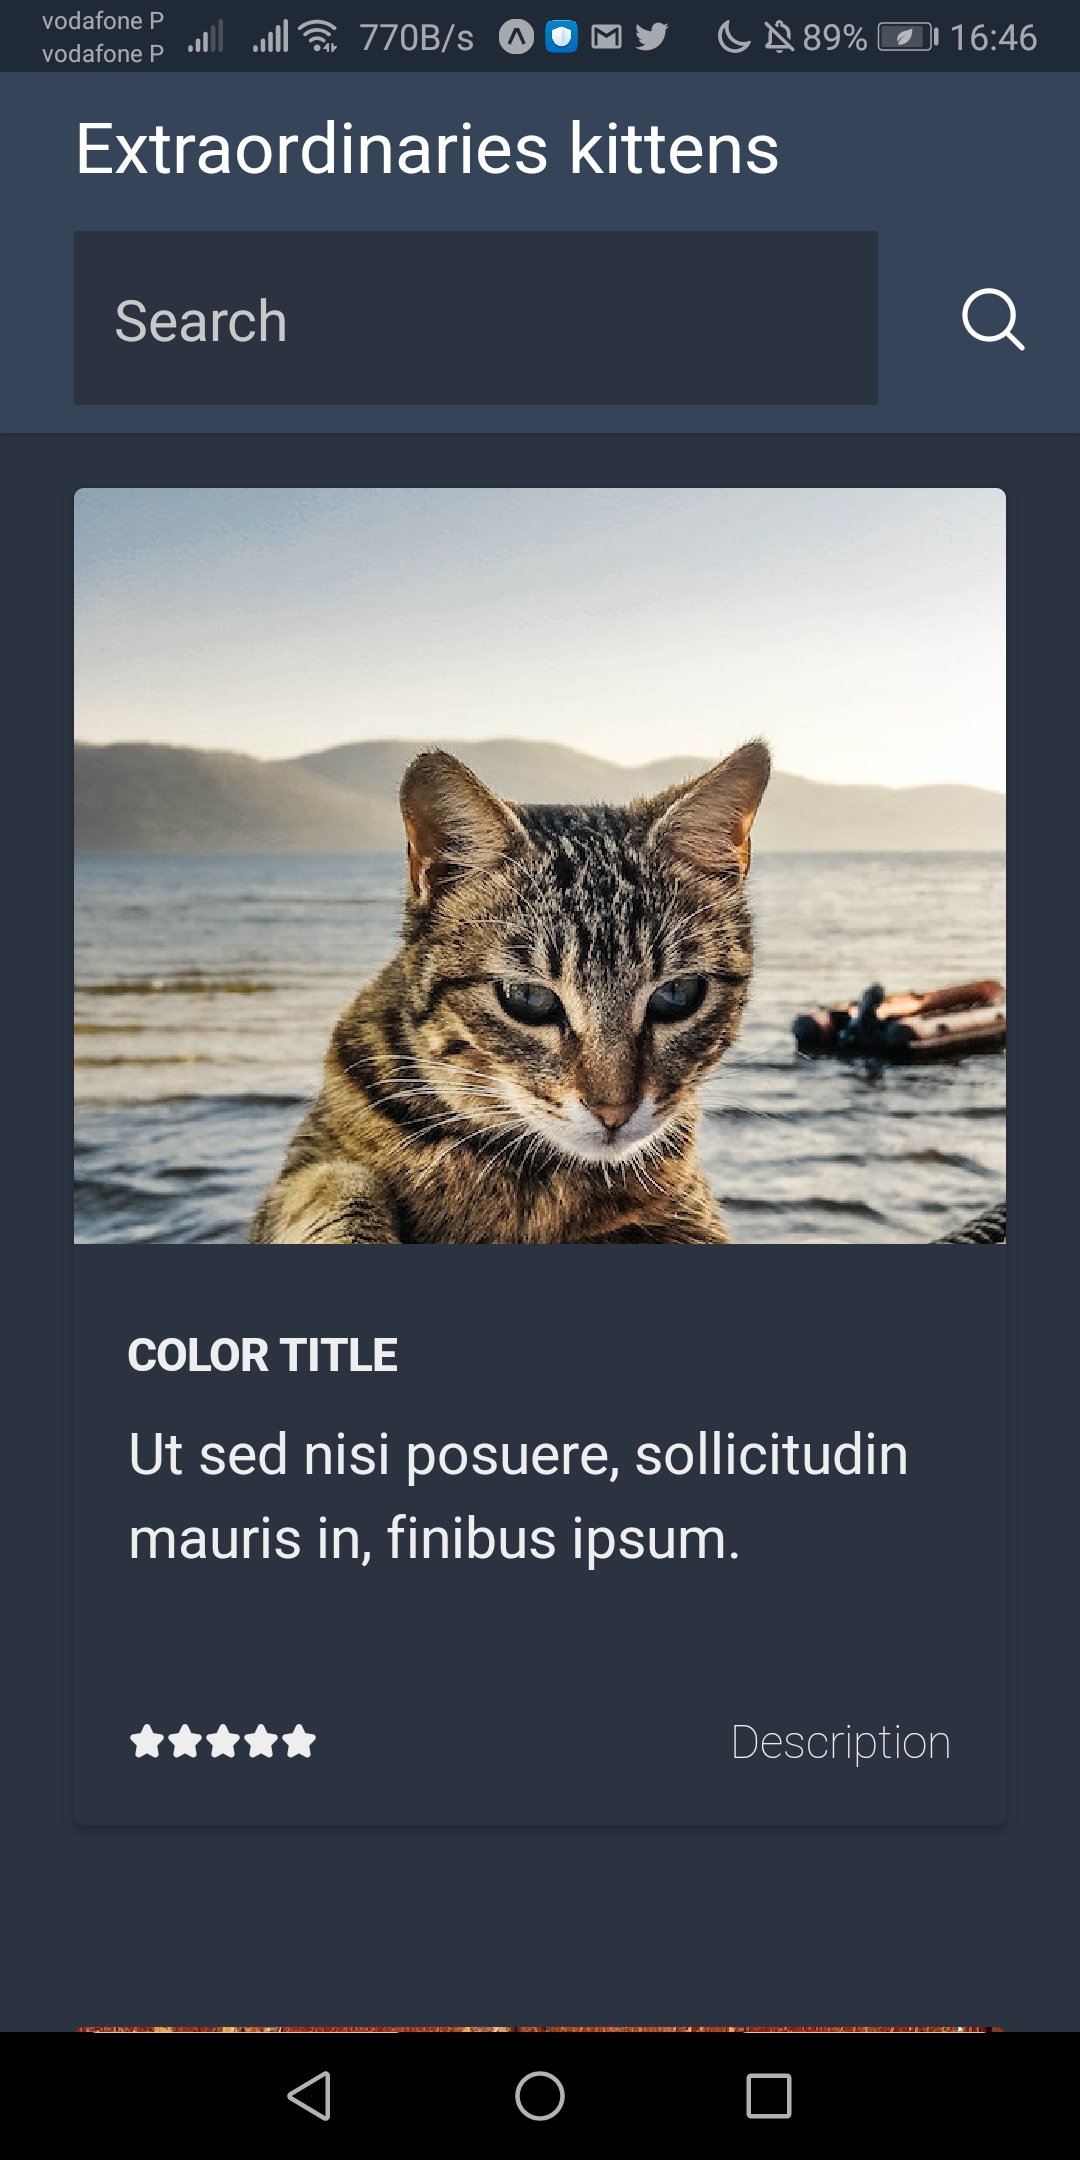 vodafone P
vodafone P
770B/s
89%
16:46
Extraordinaries kittens
Search
COLOR TITLE
Ut sed nisi posuere, sollicitudin
mauris in, finibus ipsum.
Description